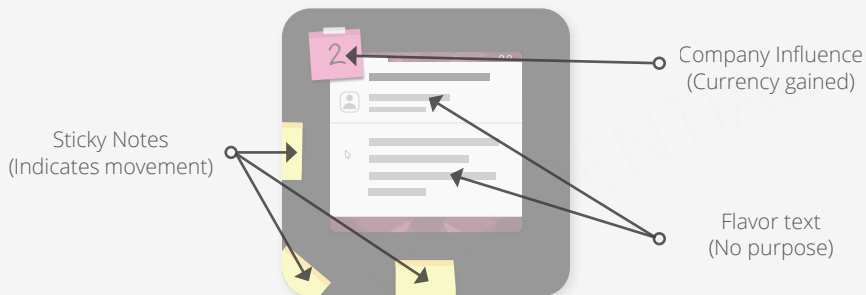 2
Company Influence
(Currency gained)
Sticky Notes
(Indicates movement)
Flavor text
(No purpose)